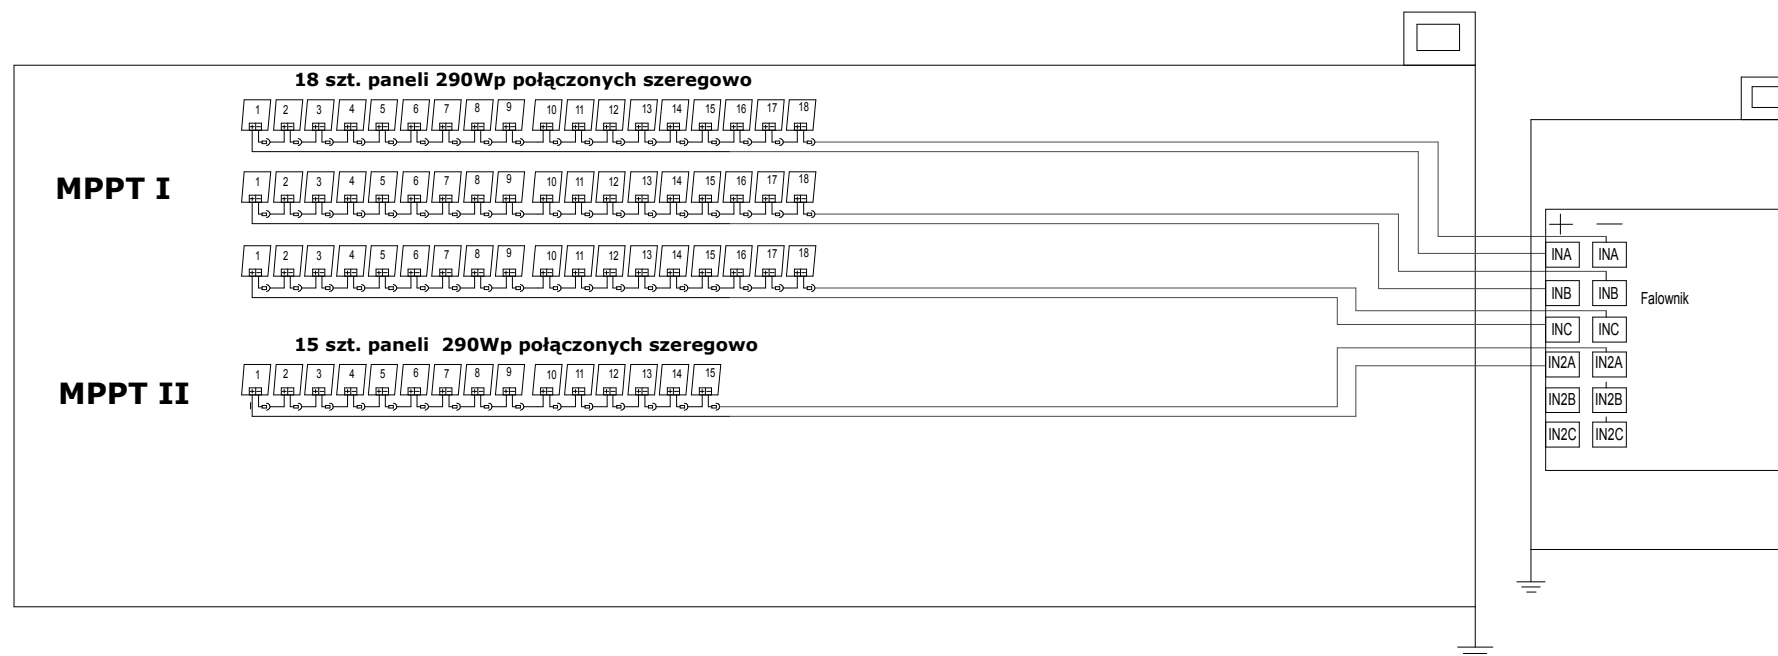 18 szt. paneli 290Wp połączonych szeregowo
1 2 3 4 5 6 7 8 9 10 11 12 13 14 15 16 17 18
MPPT I
1 2 3 4 5 6 7 8 9 10 11 12 13 14 15 16 17 18
+ —
1 2 3 4 5 6 7 8 9 10 11 12 13 14 15 16 17 18
INA INA
INB INB
Falownik
INC INC
15 szt. paneli 290Wp połączonych szeregowo
IN2A IN2A
MPPT II
1 2 3 4 5 6 7 8 9 10 11 12 13 14 15
IN2B IN2B
IN2C IN2C